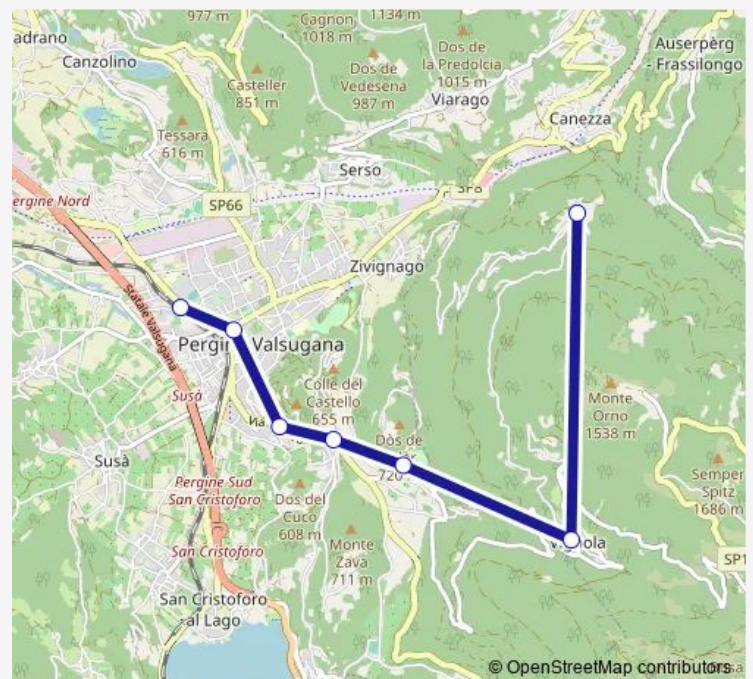 977 m
Cagnon
1018 m
1134 m
adrano
Canzolino
Casteller
851 m
Dos de
Vedesena
987 m
Dos de
la Predolcia
1015 m
Viarago
Auserpèrg
- Frassilongo
Canezza
Tessara
616 m
Serso
SP8
SP66
ergine Nord
Zivignago
Statale Valsugana
Valsugana
Susà
Colle del
Castello
655 m
Monte
Orno
1538 m
Dòs de
720
Susà
Pergine Sud
San Cristoforo
Dos del
Cuco
608 m
Semper
Spitz
1686 m
San Cristoforo
Monte
Zava
711 m
SP1
San Cristoforo
al Lago
© OpenStreetMap contributors